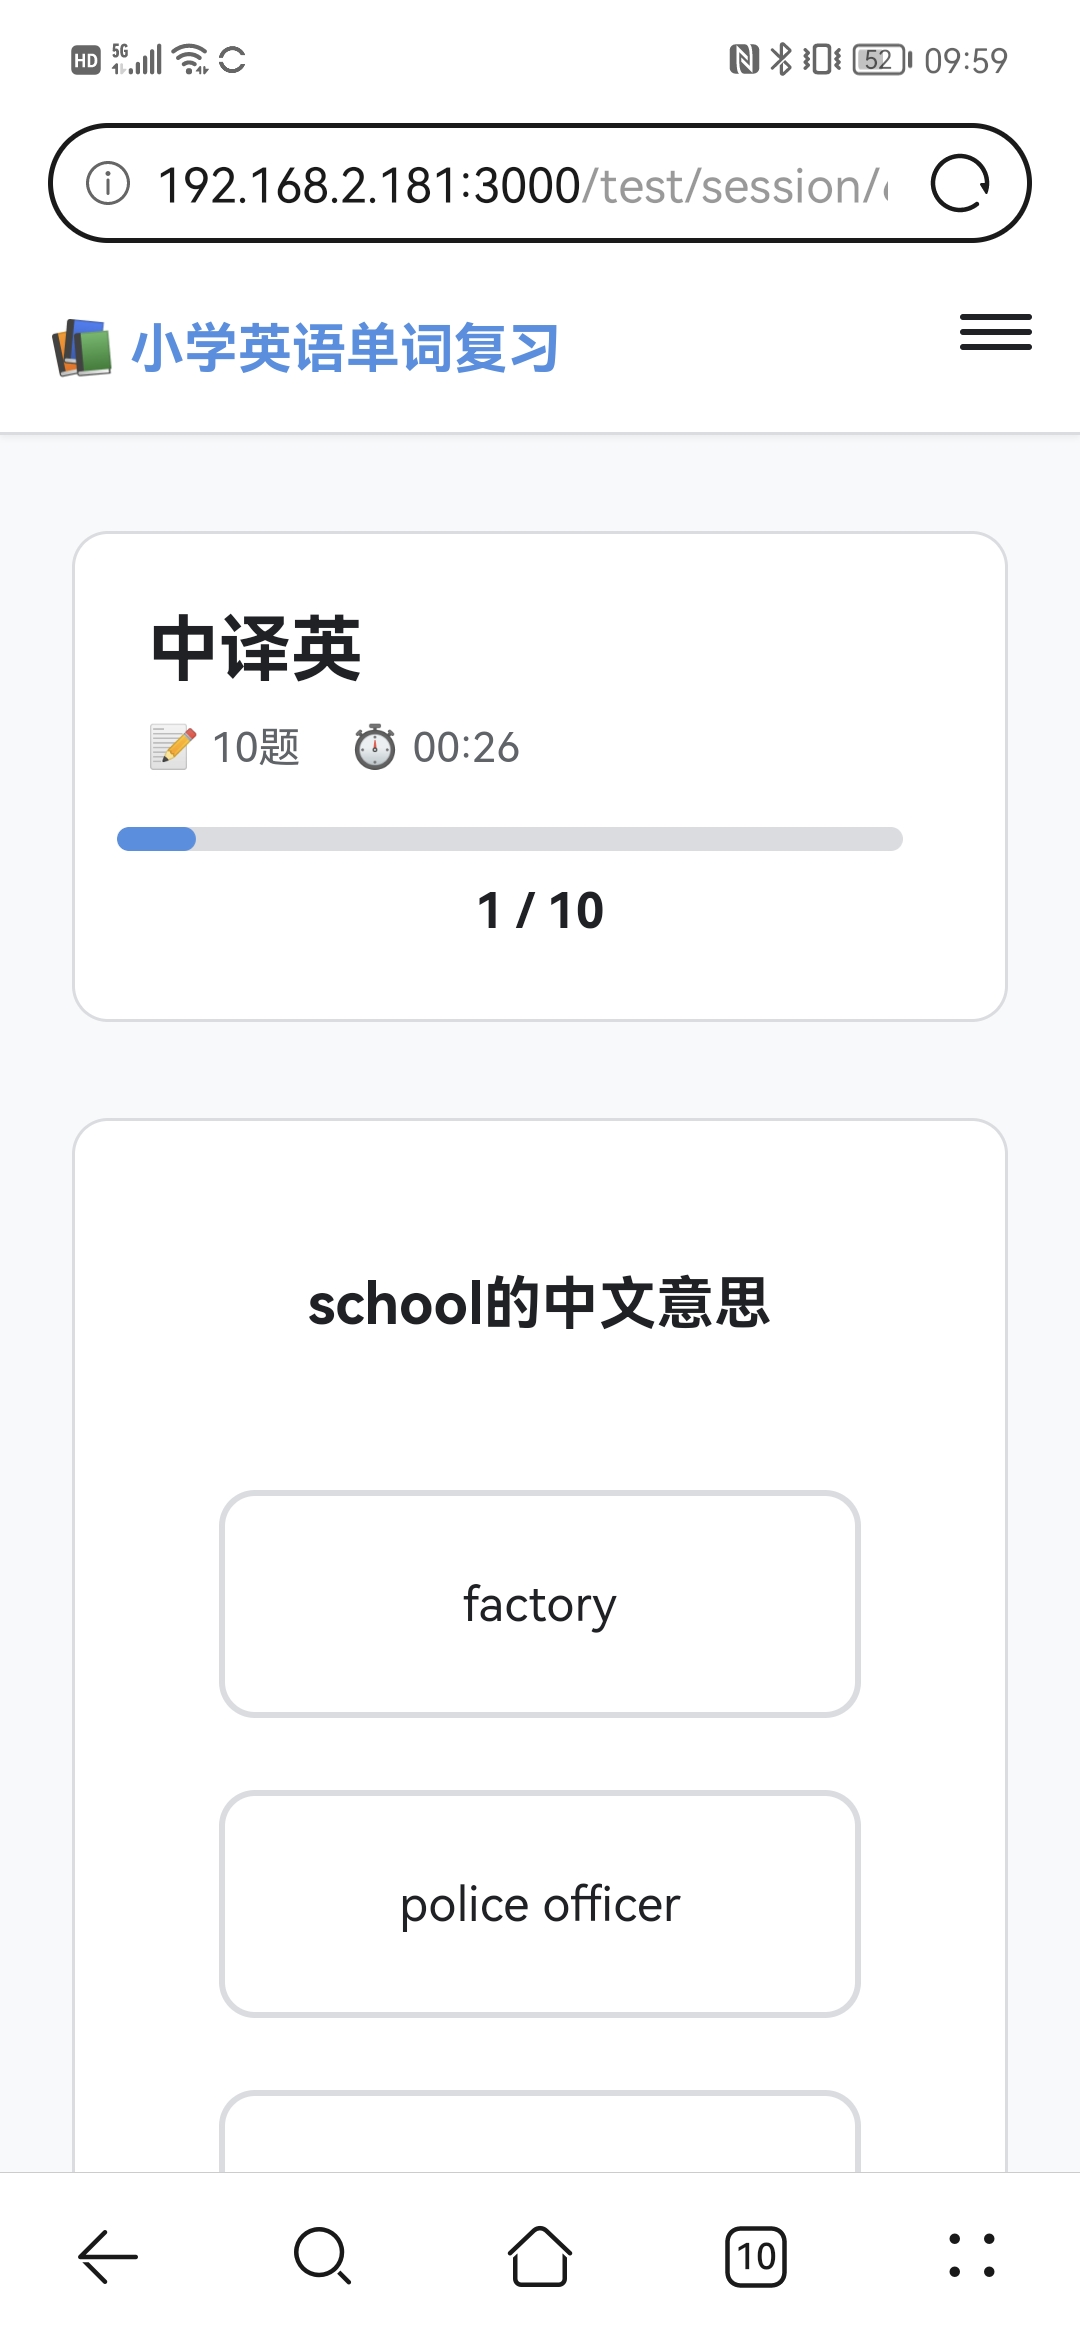 HD 5G 52 09:59
192.168.2.181:3000/test/session/
小学英语单词复习
中译英
10题 00:26
1 / 10
school的中文意思
factory
police officer
10